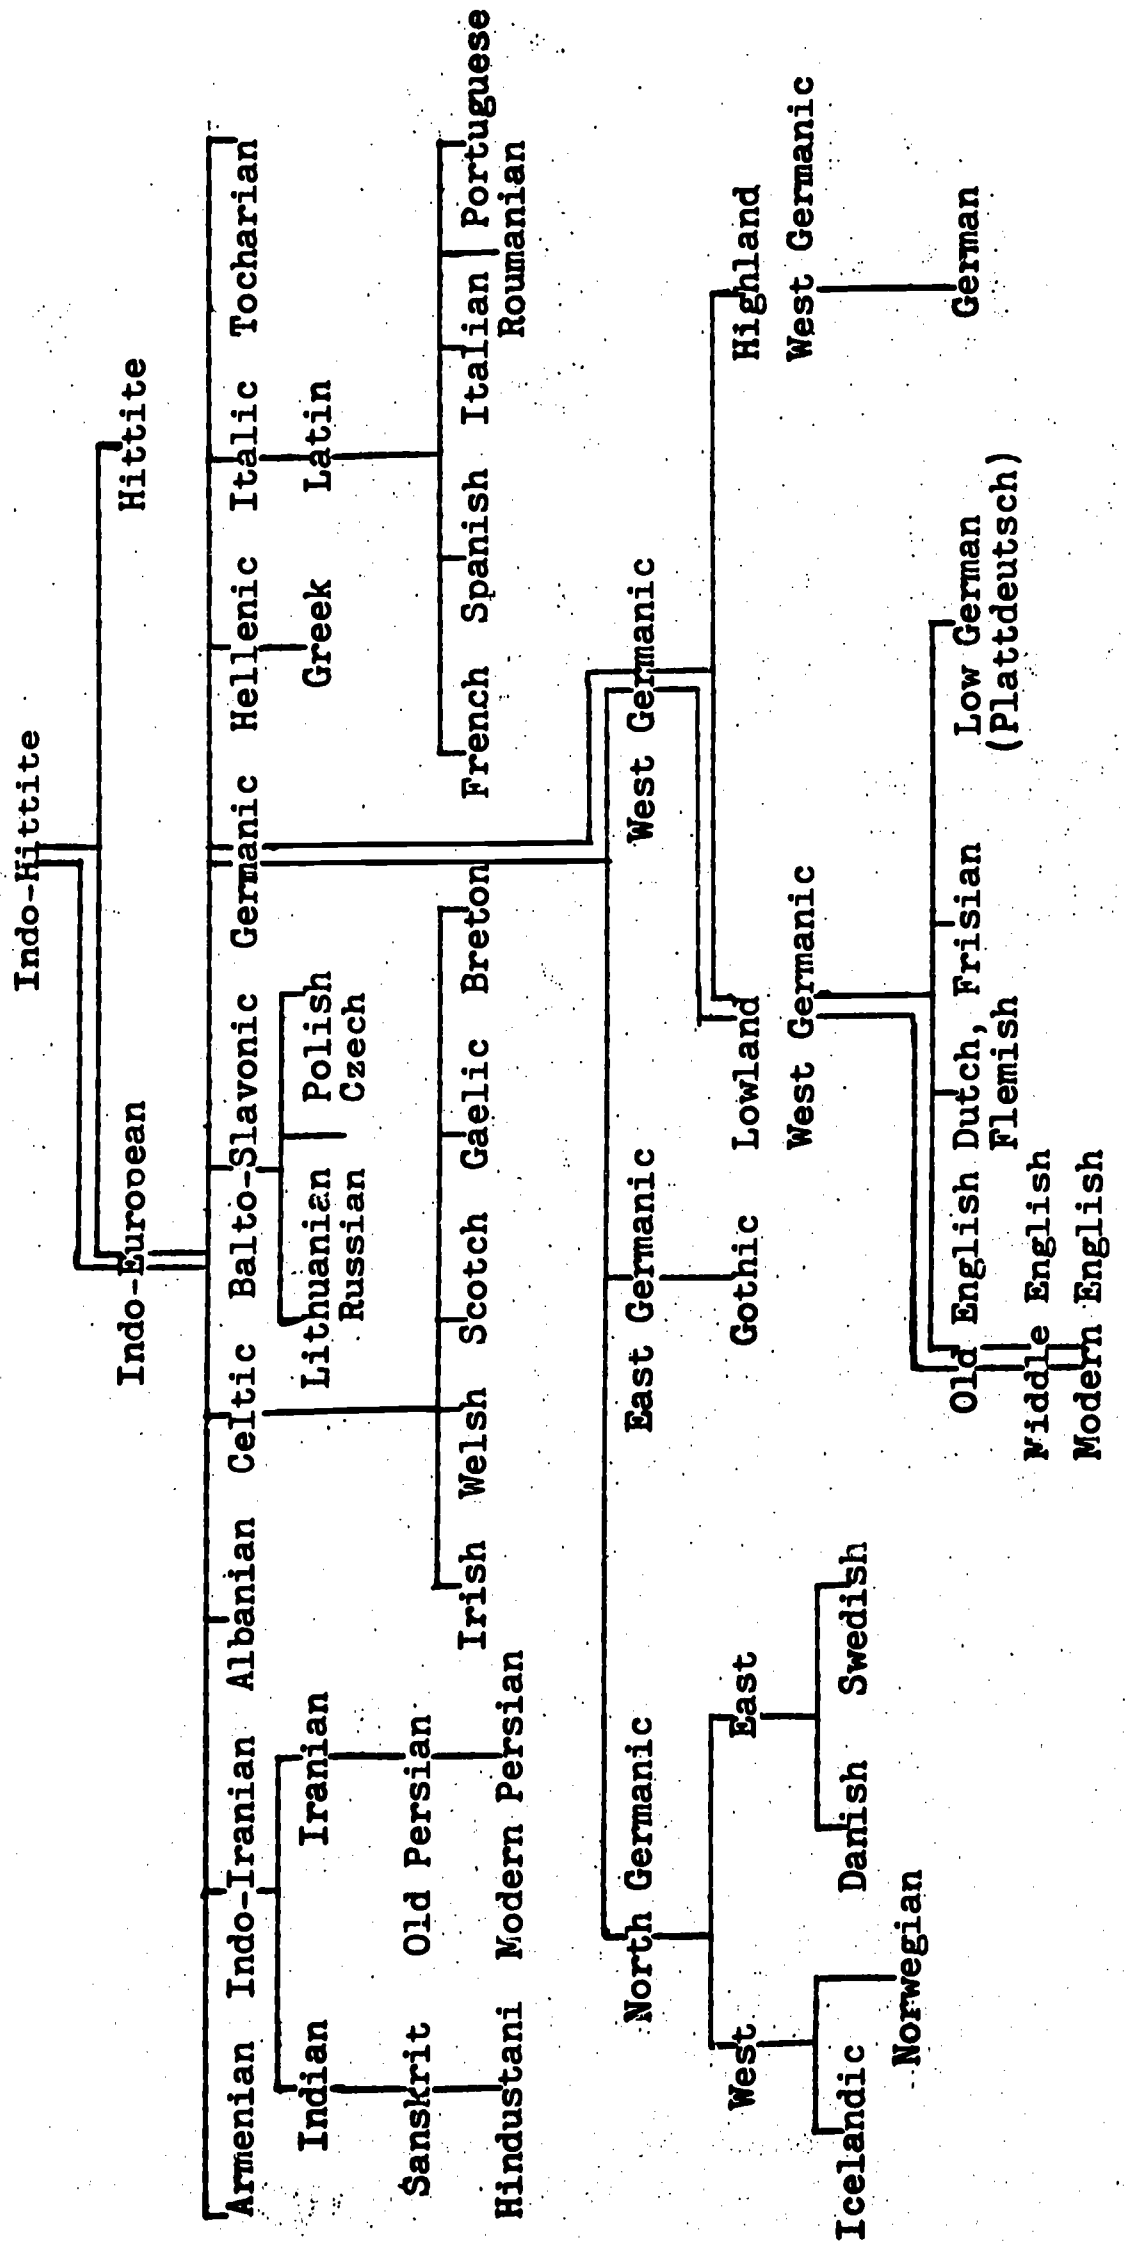 Indo-Hittite
Indo-Eurooean Hittite
Armenian Indo-Iranian Albanian Celtic Balto-Slavonic Germanic Hellenic Italic Tocharian
Indian Iranian Lithuanian Polish Greek Latin
Russian Czech
Sanskrit Old Persian
Irish Welsh Scotch Gaelic Breton French Spanish Italian Portuguese
Hindustani Modern Persian Roumanian
North Germanic East Germanic West Germanic
West East Gothic Lowland Highland
West Germanic West Germanic
Icelandic Danish Swedish
Norwegian
Old English Dutch, Frisian Low German German
Flemish (Plattdeutsch)
Middle English
Modern English